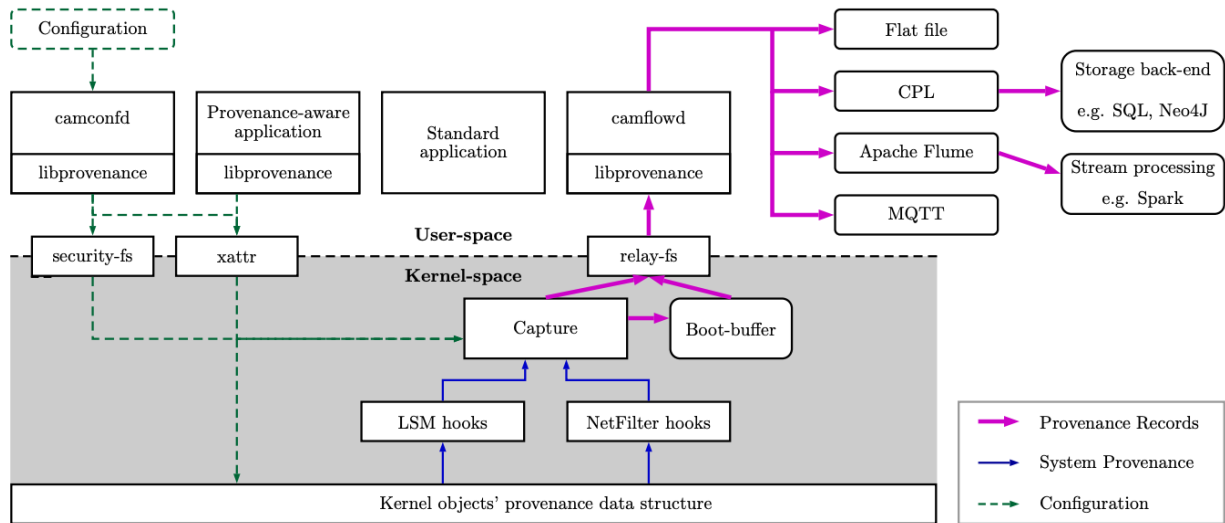 Configuration
Flat file
CPL
Storage back-end
e.g. SQL, Neo4J
camconfd
Provenance-aware
application
Standard
application
camflowd
libprovenance
libprovenance
libprovenance
Apache Flume
Stream processing
e.g. Spark
MQTT
User-space
security-fs
xattr
relay-fs
Kernel-space
Capture
Boot-buffer
LSM hooks
NetFilter hooks
Provenance Records
System Provenance
Configuration
Kernel objects' provenance data structure